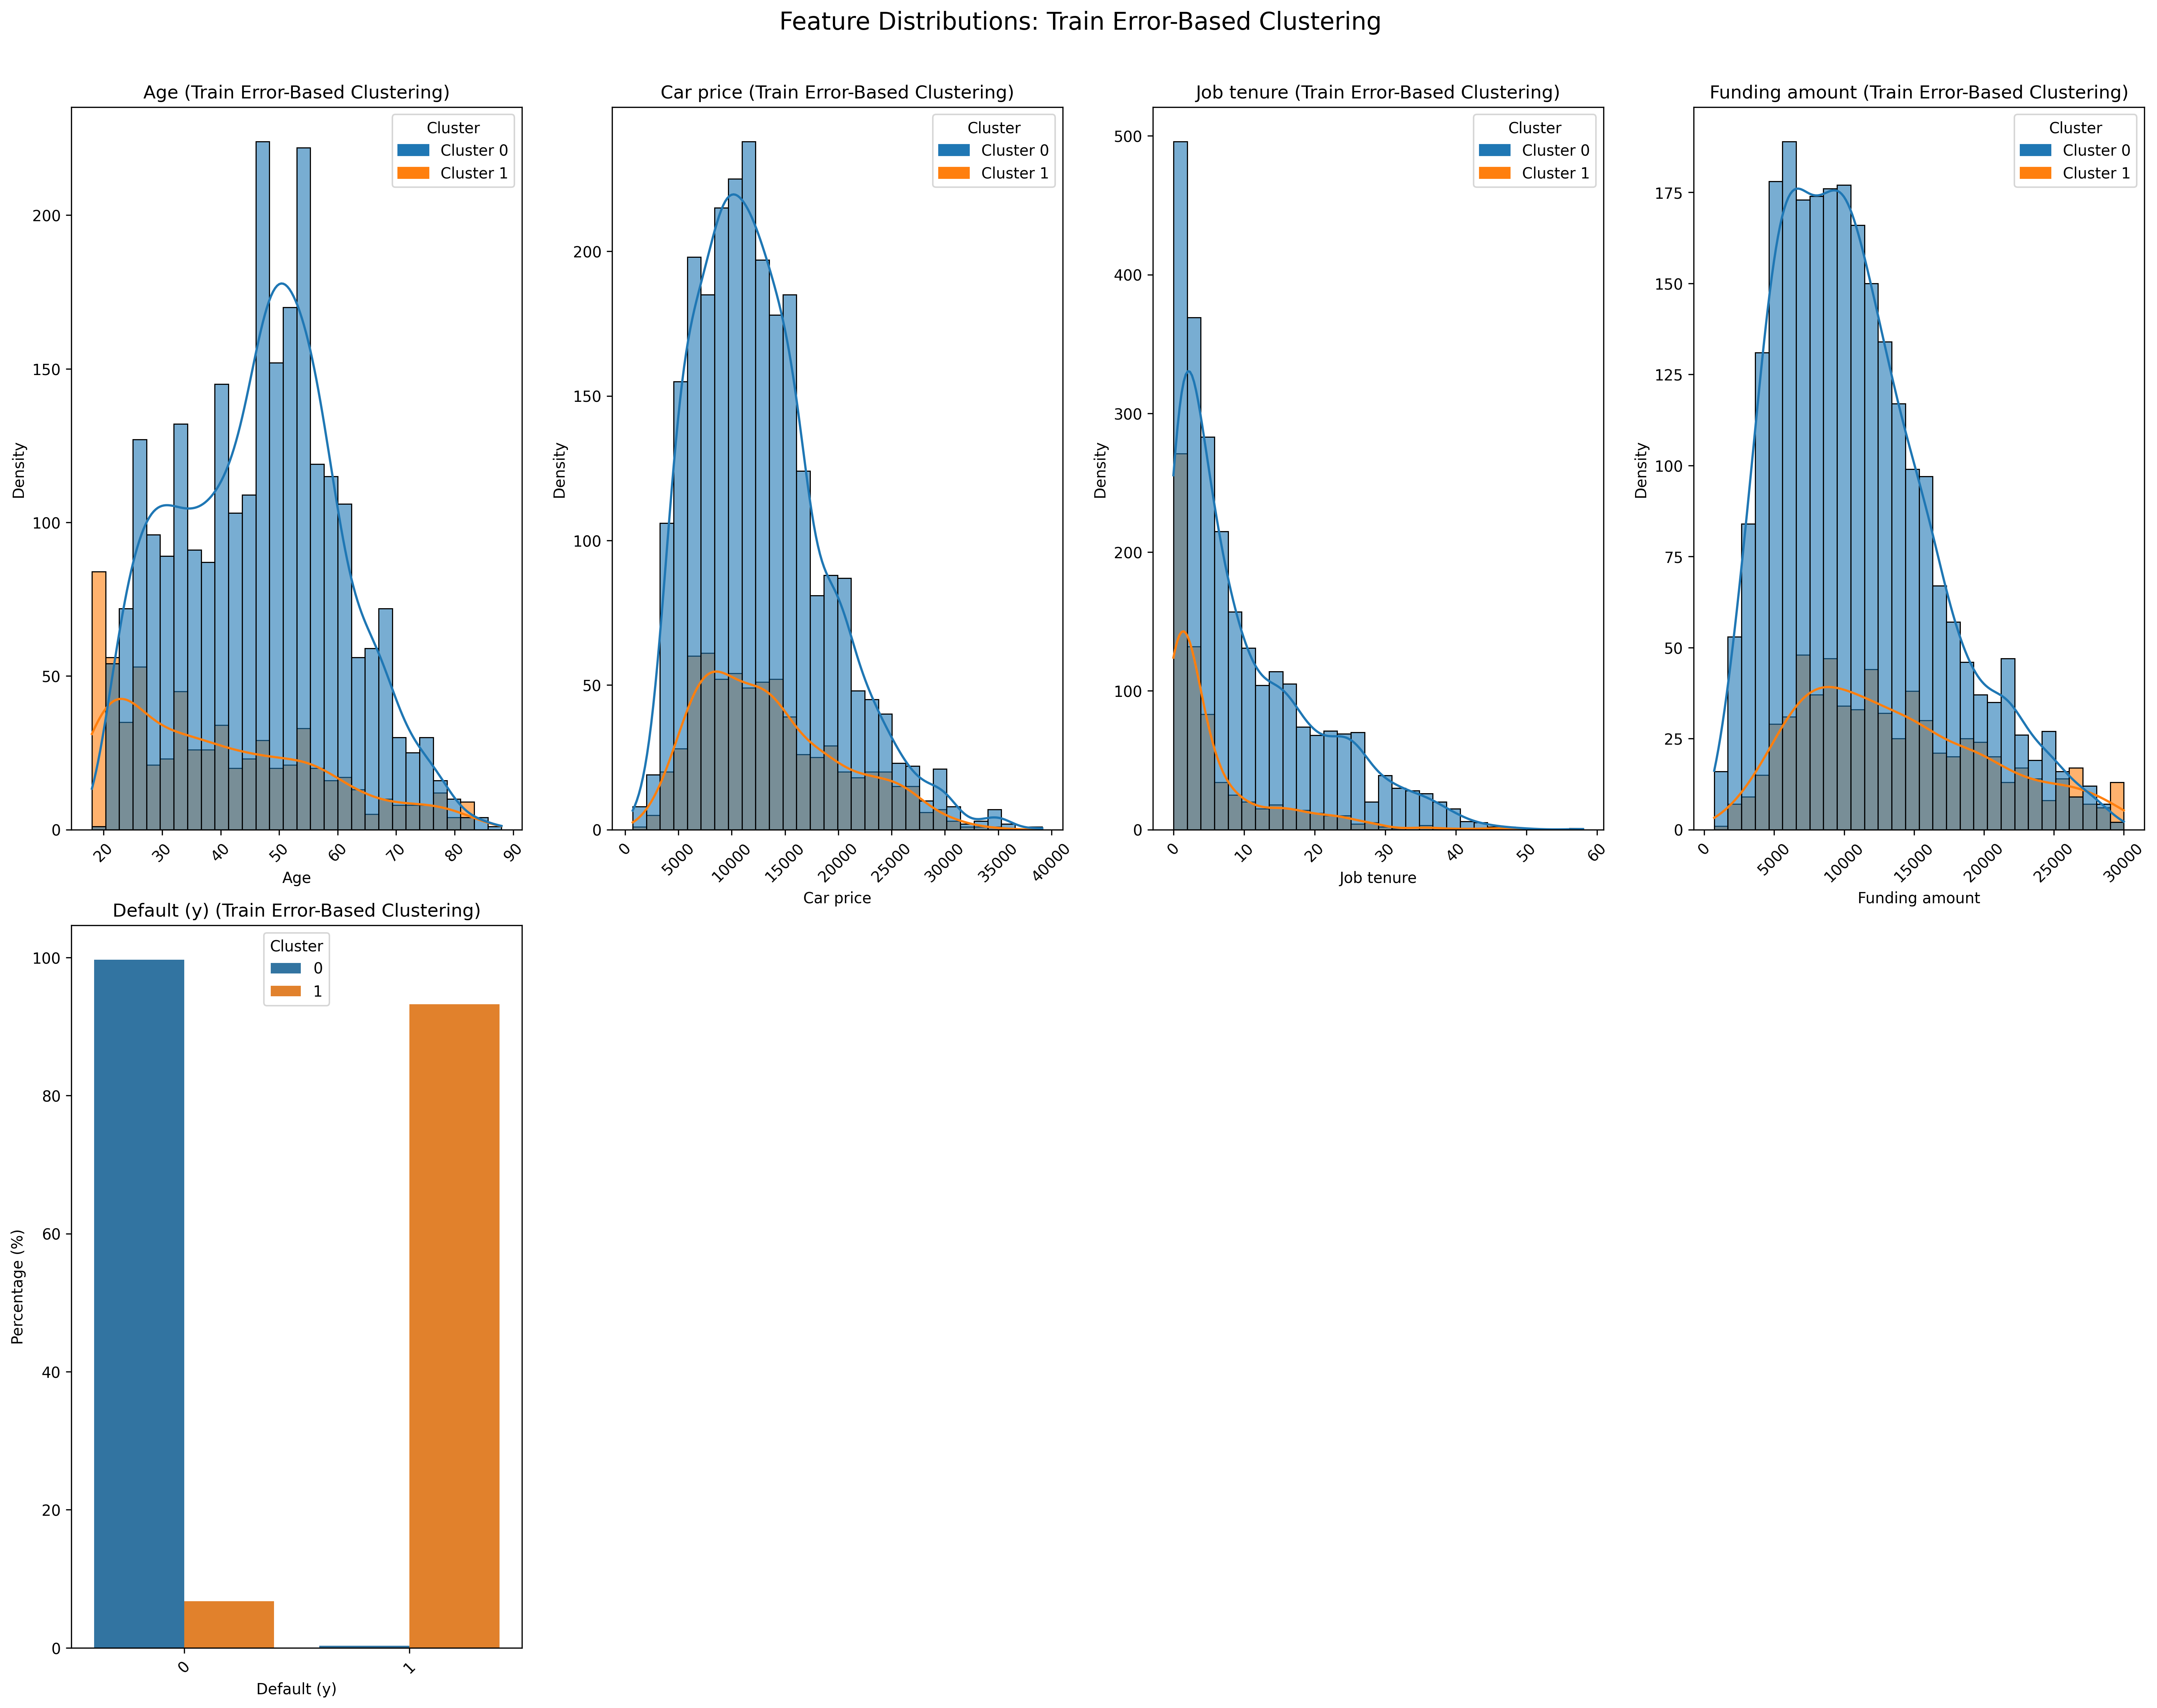 Feature Distributions: Train Error-Based Clustering
Age (Train Error-Based Clustering)
Cluster
Cluster 0
Cluster 1
Density
200
150
100
50
0
20
30
40
50
60
70
80
90
Age
Car price (Train Error-Based Clustering)
Cluster
Cluster 0
Cluster 1
Density
200
150
100
50
0
0
5000
10000
15000
20000
25000
30000
35000
40000
Car price
Job tenure (Train Error-Based Clustering)
Cluster
Cluster 0
Cluster 1
Density
500
400
300
200
100
0
0
10
20
30
40
50
60
Job tenure
Funding amount (Train Error-Based Clustering)
Cluster
Cluster 0
Cluster 1
Density
175
150
125
100
75
50
25
0
0
5000
10000
15000
20000
25000
30000
Funding amount
Default (y) (Train Error-Based Clustering)
Cluster
0
1
Percentage (%)
100
80
60
40
20
0
0
1
Default (y)